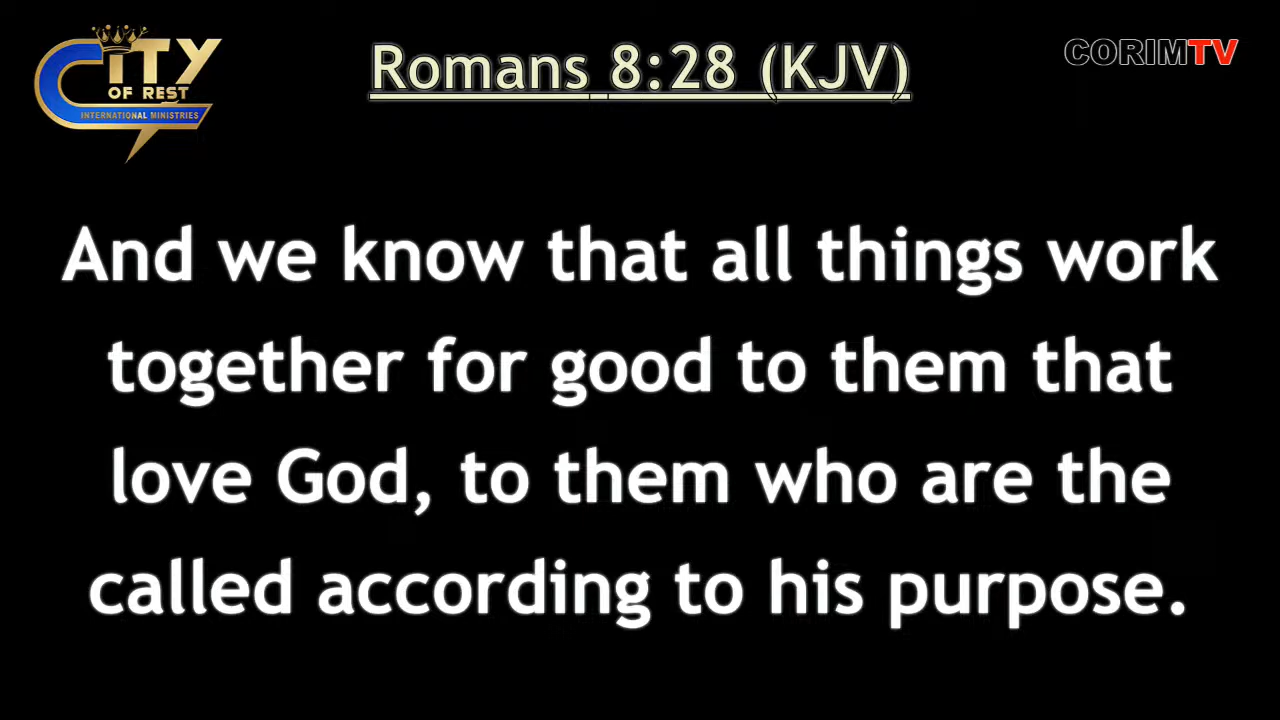 CiTY
OF REST
INTERNATIONAL MINISTRIES
Romans 8:28 (KJV)
CORIMTV
And we know that all things work
together for good to them that
love God, to them who are the
called according to his purpose.